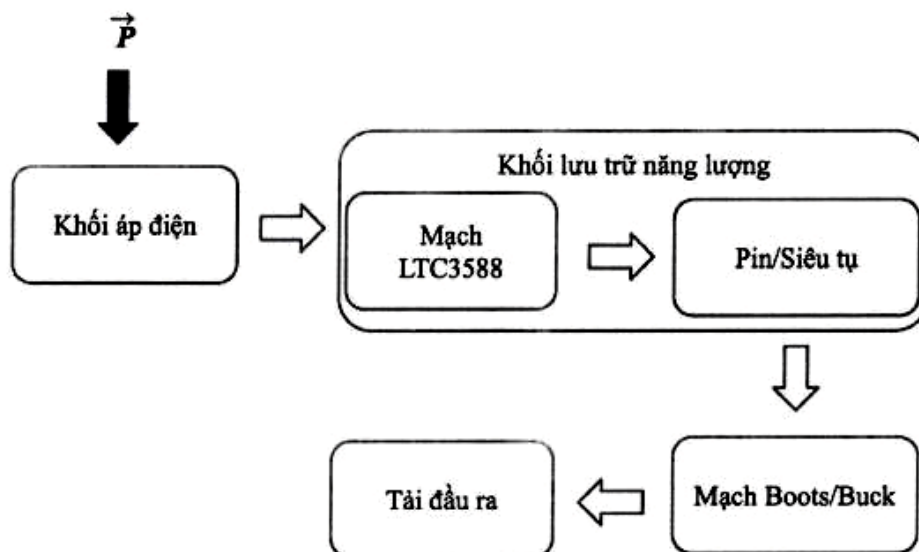 P
Khối áp điện
Khối lưu trữ năng lượng
Mạch
LTC3588
Pin/Siêu tụ
Tải đầu ra
Mạch Boots/Buck